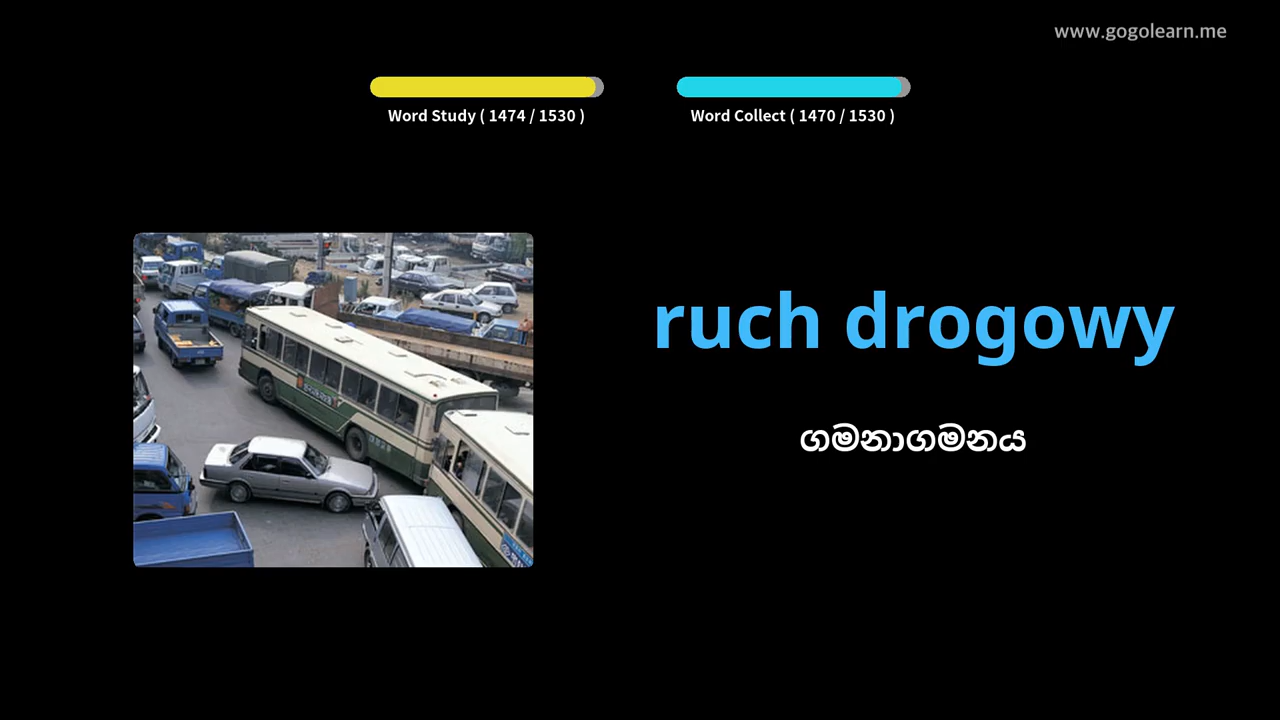 www.gogolearn.me
Word Study ( 1474 / 1530 )
Word Collect ( 1470 / 1530 )
ruch drogowy
ගමනාගමනය